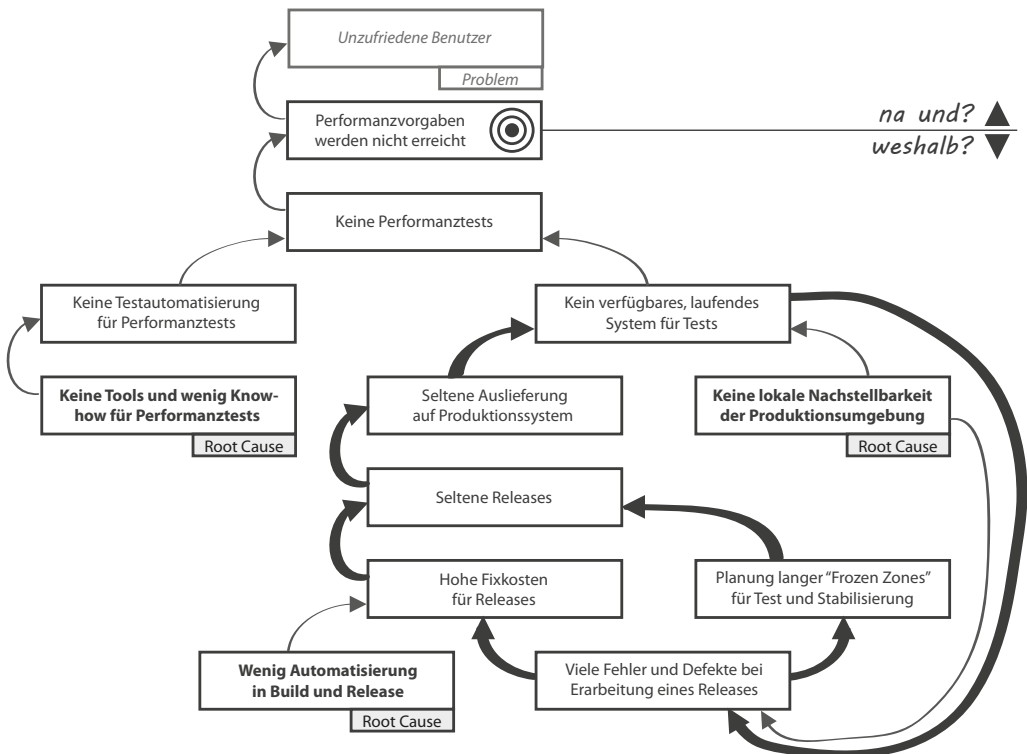 Unzufriedene Benutzer
Problem
Performanzvorgaben
werden nicht erreicht
na und?
weshalb?
Keine Performanztests
Keine Testautomatisierung
für Performanztests
Kein verfügbares, laufendes
System für Tests
Keine Tools und wenig Know-
how für Performanztests
Root Cause
Seltene Auslieferung
auf Produktionssystem
Keine lokale Nachstellbarkeit
der Produktionsumgebung
Root Cause
Seltene Releases
Hohe Fixkosten
für Releases
Planung langer “Frozen Zones”
für Test und Stabilisierung
Wenig Automatisierung
in Build und Release
Root Cause
Viele Fehler und Defekte bei
Erarbeitung eines Releases